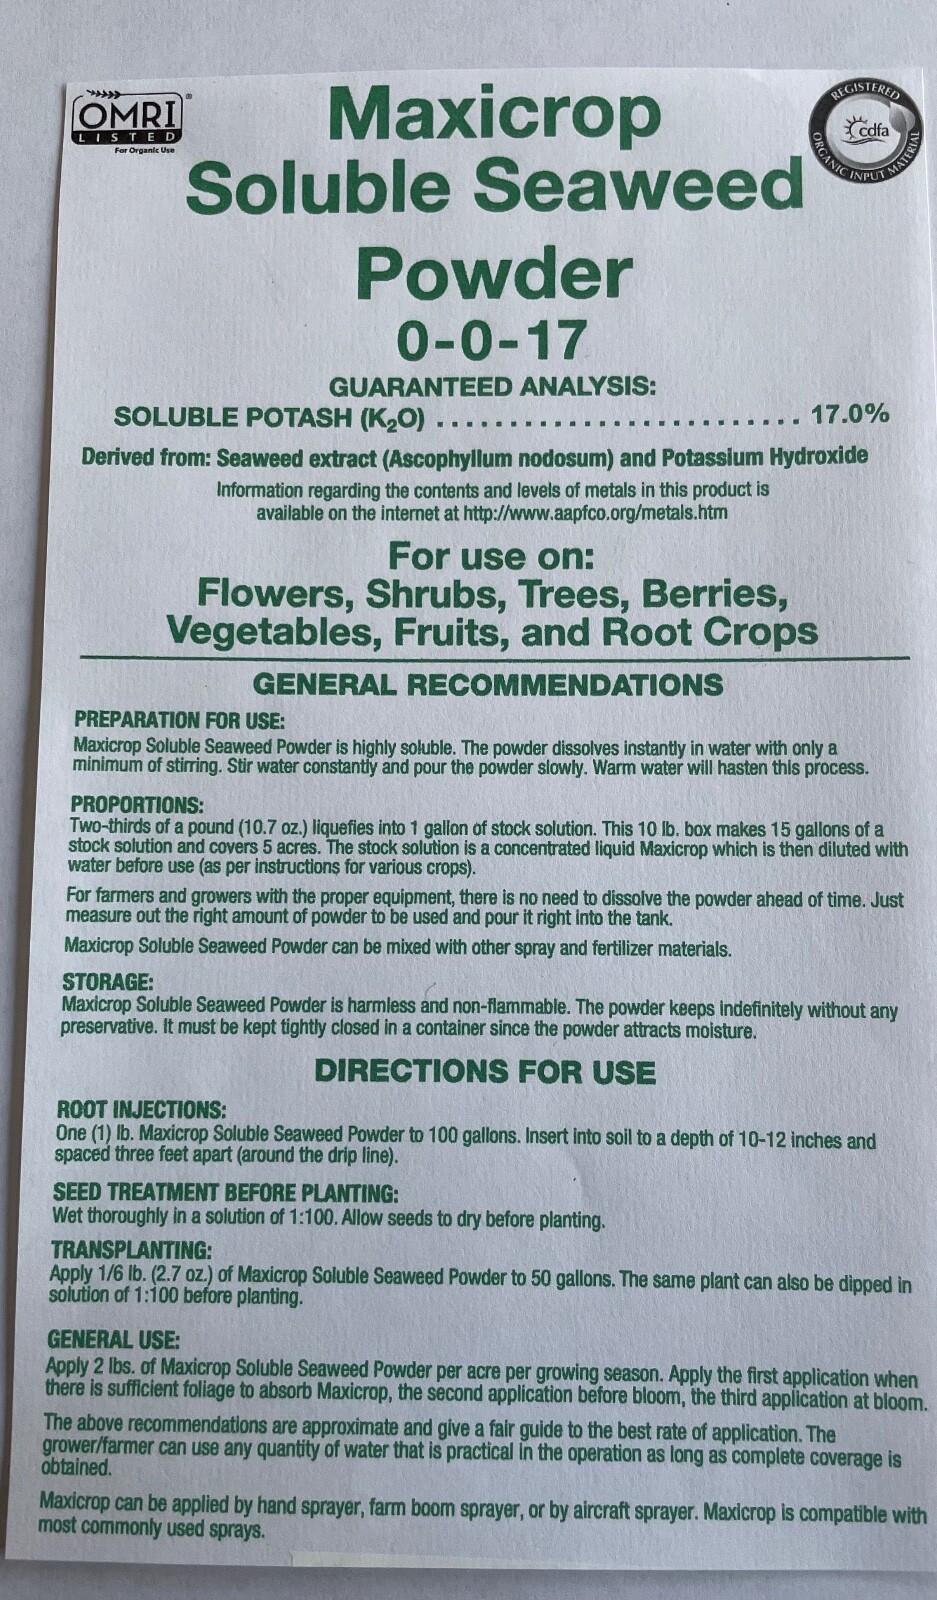 OMRI ®
LISTED
For Organic Use
REGISTERED
cdfa
ORGANIC INPUT MATERIAL
Maxicrop
Soluble Seaweed
Powder
0-0-17
GUARANTEED ANALYSIS:
SOLUBLE POTASH (K₂O) . . . . . . . . . . . . . . . . . . . . . . . . . 17.0%
Derived from: Seaweed extract (Ascophyllum nodosum) and Potassium Hydroxide
Information regarding the contents and levels of metals in this product is
available on the internet at http://www.aapfco.org/metals.htm
For use on:
Flowers, Shrubs, Trees, Berries,
Vegetables, Fruits, and Root Crops
GENERAL RECOMMENDATIONS
PREPARATION FOR USE:
Maxicrop Soluble Seaweed Powder is highly soluble. The powder dissolves instantly in water with only a
minimum of stirring. Stir water constantly and pour the powder slowly. Warm water will hasten this process.
PROPORTIONS:
Two-thirds of a pound (10.7 oz.) liquefies into 1 gallon of stock solution. This 10 lb. box makes 15 gallons of a
stock solution and covers 5 acres. The stock solution is a concentrated liquid Maxicrop which is then diluted with
water before use (as per instructions for various crops).
For farmers and growers with the proper equipment, there is no need to dissolve the powder ahead of time. Just
measure out the right amount of powder to be used and pour it right into the tank.
Maxicrop Soluble Seaweed Powder can be mixed with other spray and fertilizer materials.
STORAGE:
Maxicrop Soluble Seaweed Powder is harmless and non-flammable. The powder keeps indefinitely without any
preservative. It must be kept tightly closed in a container since the powder attracts moisture.
DIRECTIONS FOR USE
ROOT INJECTIONS:
One (1) lb. Maxicrop Soluble Seaweed Powder to 100 gallons. Insert into soil to a depth of 10-12 inches and
spaced three feet apart (around the drip line).
SEED TREATMENT BEFORE PLANTING:
Wet thoroughly in a solution of 1:100. Allow seeds to dry before planting.
TRANSPLANTING:
Apply 1/6 lb. (2.7 oz.) of Maxicrop Soluble Seaweed Powder to 50 gallons. The same plant can also be dipped in
solution of 1:100 before planting.
GENERAL USE:
Apply 2 lbs. of Maxicrop Soluble Seaweed Powder per acre per growing season. Apply the first application when
there is sufficient foliage to absorb Maxicrop, the second application before bloom, the third application at bloom.
The above recommendations are approximate and give a fair guide to the best rate of application. The
grower/farmer can use any quantity of water that is practical in the operation as long as complete coverage is
obtained.
Maxicrop can be applied by hand sprayer, farm boom sprayer, or by aircraft sprayer. Maxicrop is compatible with
most commonly used sprays.